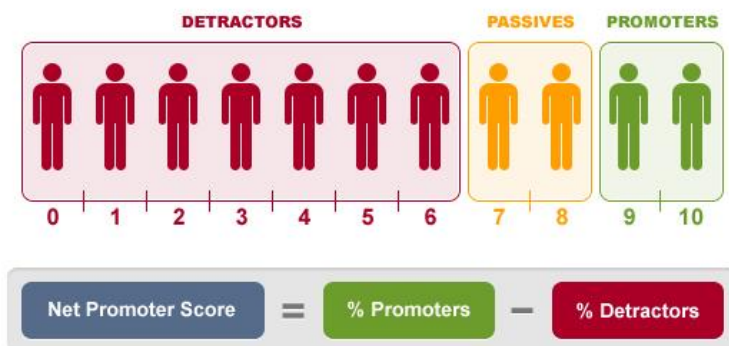 DETRACTORS PASSIVES PROMOTERS
0 1 2 3 4 5 6 7 8 9 10
Net Promoter Score = % Promoters − % Detractors